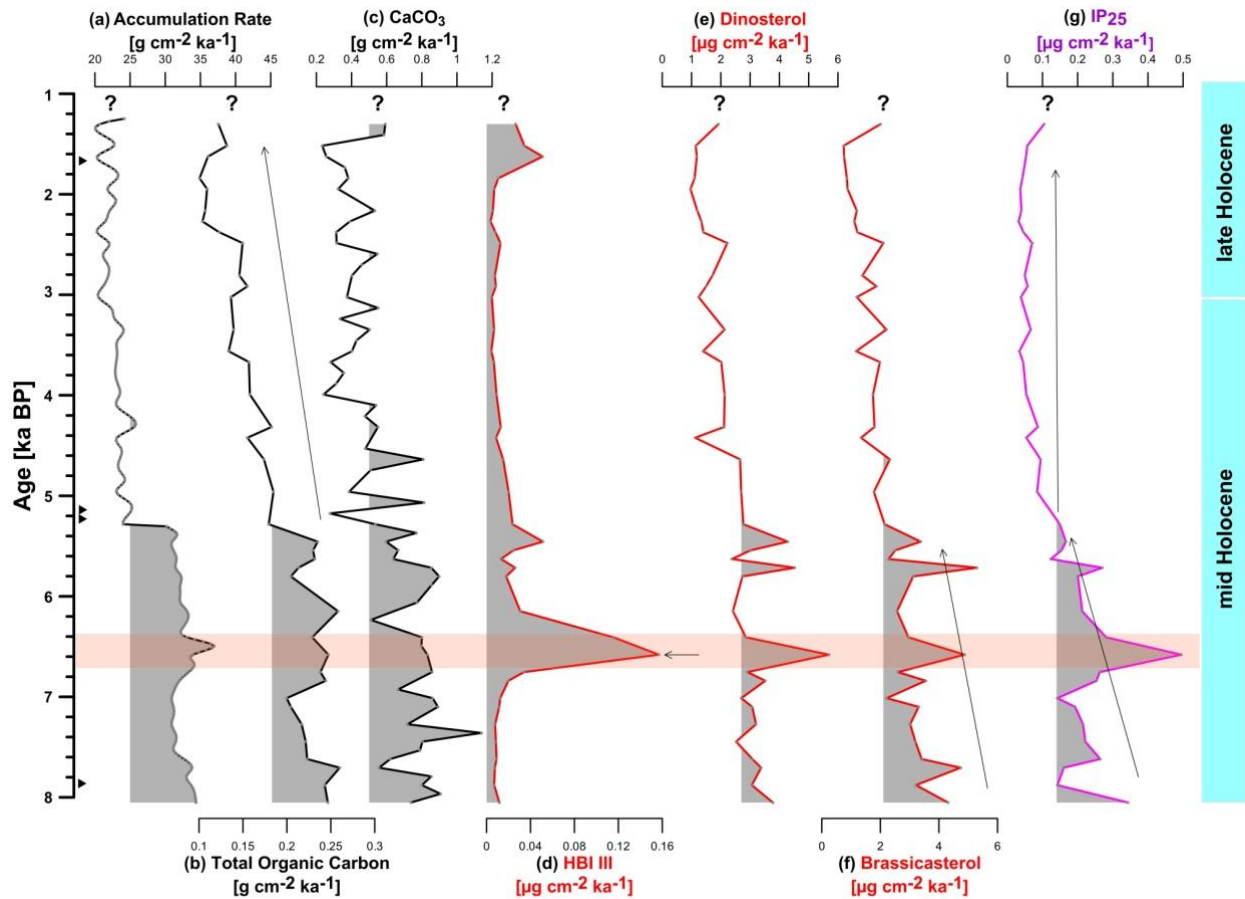 (a) Accumulation Rate
[g cm-2 ka-1]
20 25 30 35 40 45
(c) CaCO3
[g cm-2 ka-1]
0.2 0.4 0.6 0.8 1 1.2
(e) Dinosterol
[µg cm-2 ka-1]
0 1 2 3 4 5 6
(g) IP25
[µg cm-2 ka-1]
0 0.1 0.2 0.3 0.4 0.5
? ? ? ? ? ? ?
Age [ka BP]
1
2
3
4
5
6
7
8
late Holocene
mid Holocene
0.1 0.15 0.2 0.25 0.3
(b) Total Organic Carbon
[g cm-2 ka-1]
0 0.04 0.08 0.12 0.16
(d) HBI III
[µg cm-2 ka-1]
0 2 4 6
(f) Brassicasterol
[µg cm-2 ka-1]